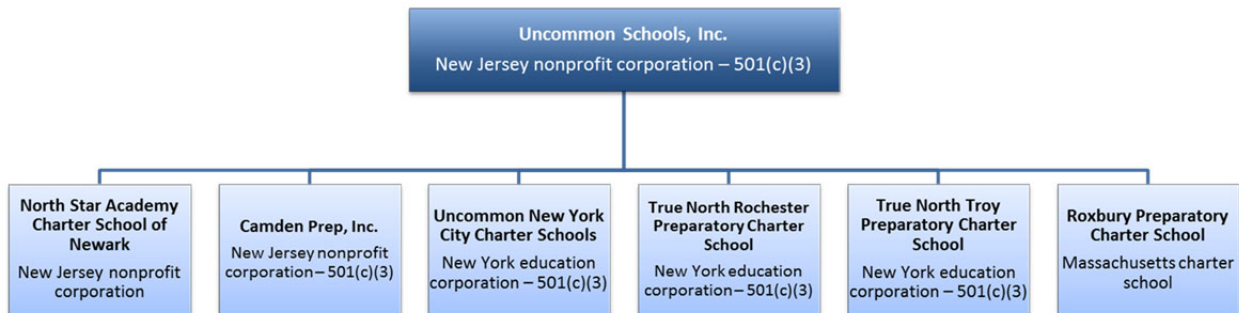 Uncommon Schools, Inc.
New Jersey nonprofit corporation – 501(c)(3)
North Star Academy
Charter School of
Newark
New Jersey nonprofit
corporation
Camden Prep, Inc.
New Jersey nonprofit
corporation – 501(c)(3)
Uncommon New York
City Charter Schools
New York education
corporation – 501(c)(3)
True North Rochester
Preparatory Charter
School
New York education
corporation – 501(c)(3)
True North Troy
Preparatory Charter
School
New York education
corporation – 501(c)(3)
Roxbury Preparatory
Charter School
Massachusetts charter
school